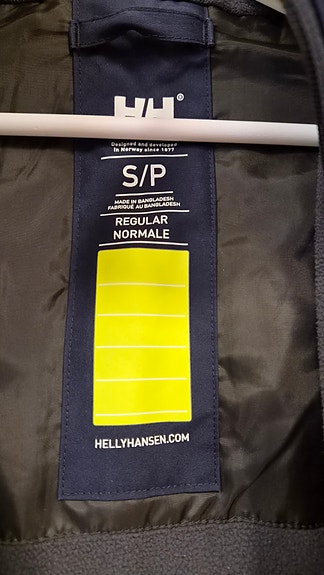 HH®
Designed and developed
in Norway since 1877
S/P
MADE IN BANGLADESH
FABRIQUÉ AU BANGLADESH
REGULAR
NORMALE
HELLYHANSEN.COM